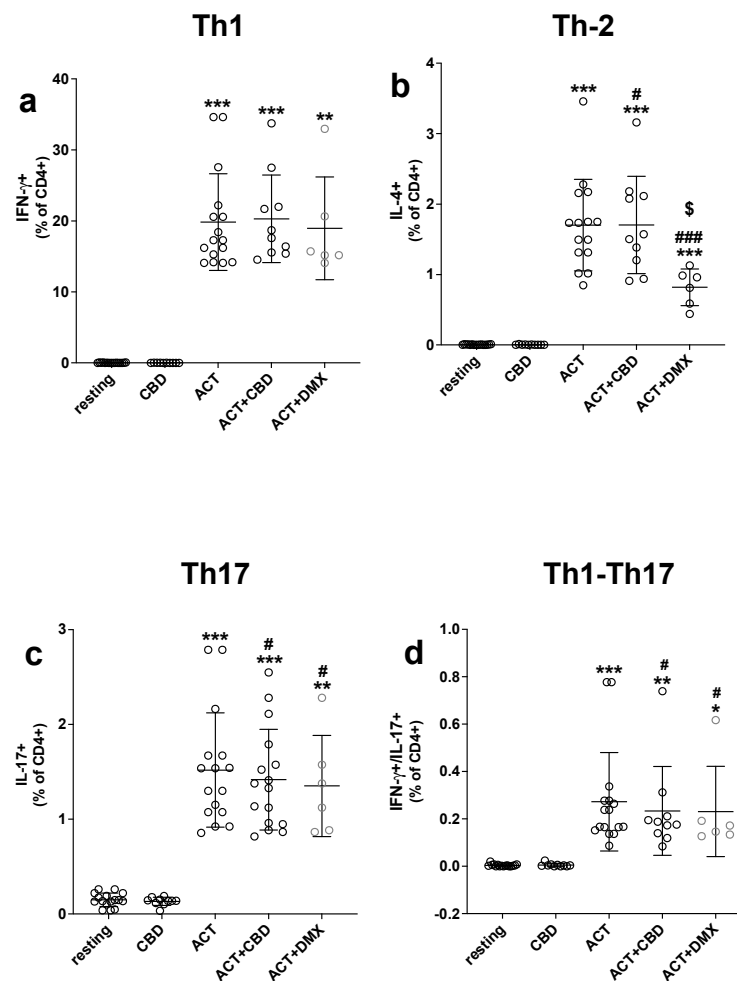 Th1
a
IFN-γ+
(% of CD4+)
40
30
20
10
0
***
***
**
resting
CBD
ACT
ACT+CBD
ACT+DMX
Th-2
b
IL-4+
(% of CD4+)
4
3
2
1
0
***
#
***
$
###
***
resting
CBD
ACT
ACT+CBD
ACT+DMX
Th17
c
IL-17+
(% of CD4+)
3
2
1
0
***
#
***
#
**
resting
CBD
ACT
ACT+CBD
ACT+DMX
Th1-Th17
d
IFN-γ+/IL-17+
(% of CD4+)
1.0
0.8
0.6
0.4
0.2
0.0
-0.2
***
#
**
#
*
resting
CBD
ACT
ACT+CBD
ACT+DMX